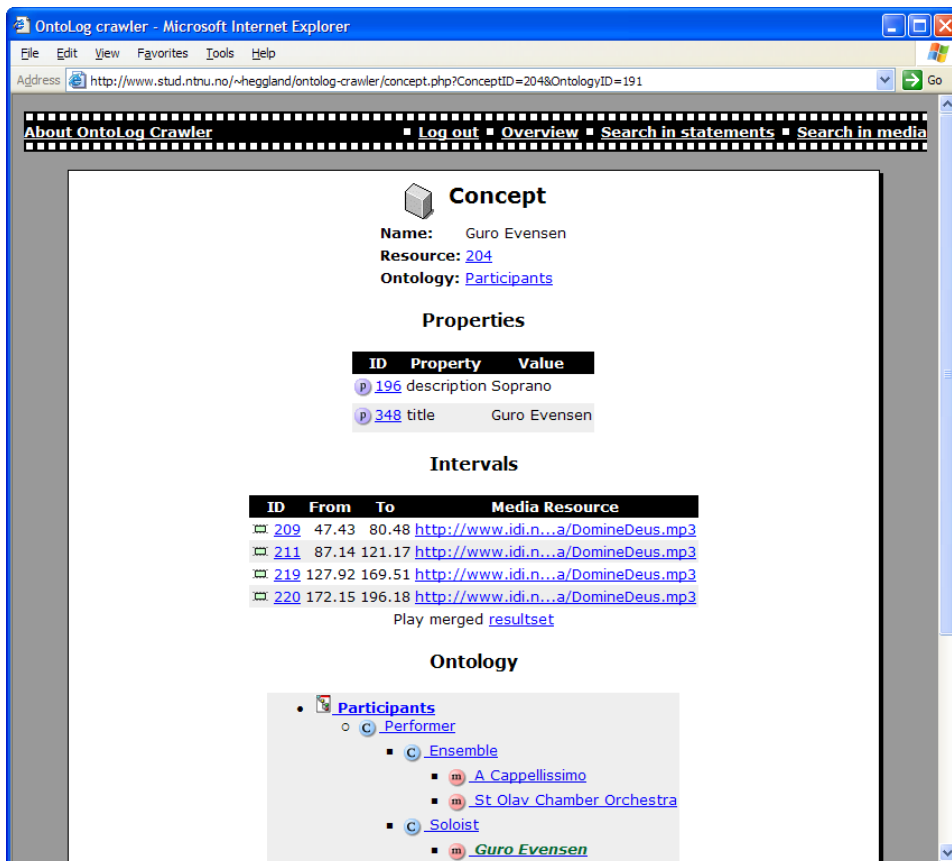 OntoLog crawler - Microsoft Internet Explorer
File Edit View Favorites Tools Help
Address http://www.stud.ntnu.no/~heggland/ontolog-crawler/concept.php?ConceptID=204&OntologyID=191 Go
About OntoLog Crawler Log out Overview Search in statements Search in media
Concept
Name: Guro Evensen
Resource: 204
Ontology: Participants
Properties
ID Property Value
p 196 description Soprano
p 348 title Guro Evensen
Intervals
ID From To Media Resource
209 47.43 80.48 http://www.idi.n...a/DomineDeus.mp3
211 87.14 121.17 http://www.idi.n...a/DomineDeus.mp3
219 127.92 169.51 http://www.idi.n...a/DomineDeus.mp3
220 172.15 196.18 http://www.idi.n...a/DomineDeus.mp3
Play merged resultset
Ontology
Participants
C Performer
C Ensemble
m A Cappellissimo
m St Olav Chamber Orchestra
C Soloist
m Guro Evensen